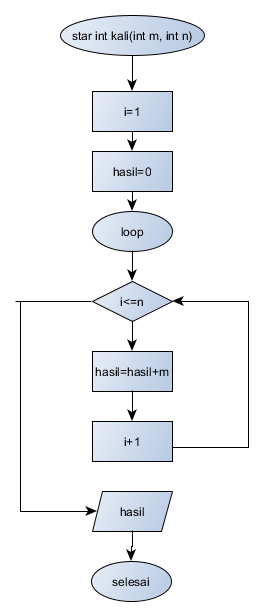 star int kali(int m, int n)
i=1
hasil=0
loop
i<=n
hasil=hasil+m
i+1
hasil
selesai